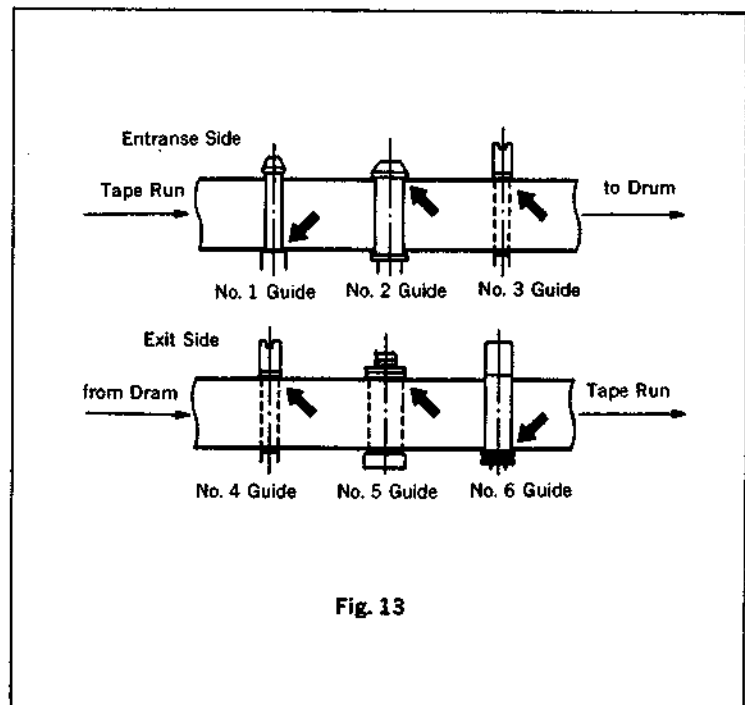 Entranse Side
Tape Run
to Drum
No. 1 Guide
No. 2 Guide
No. 3 Guide
Exit Side
from Dram
Tape Run
No. 4 Guide
No. 5 Guide
No. 6 Guide
Fig. 13